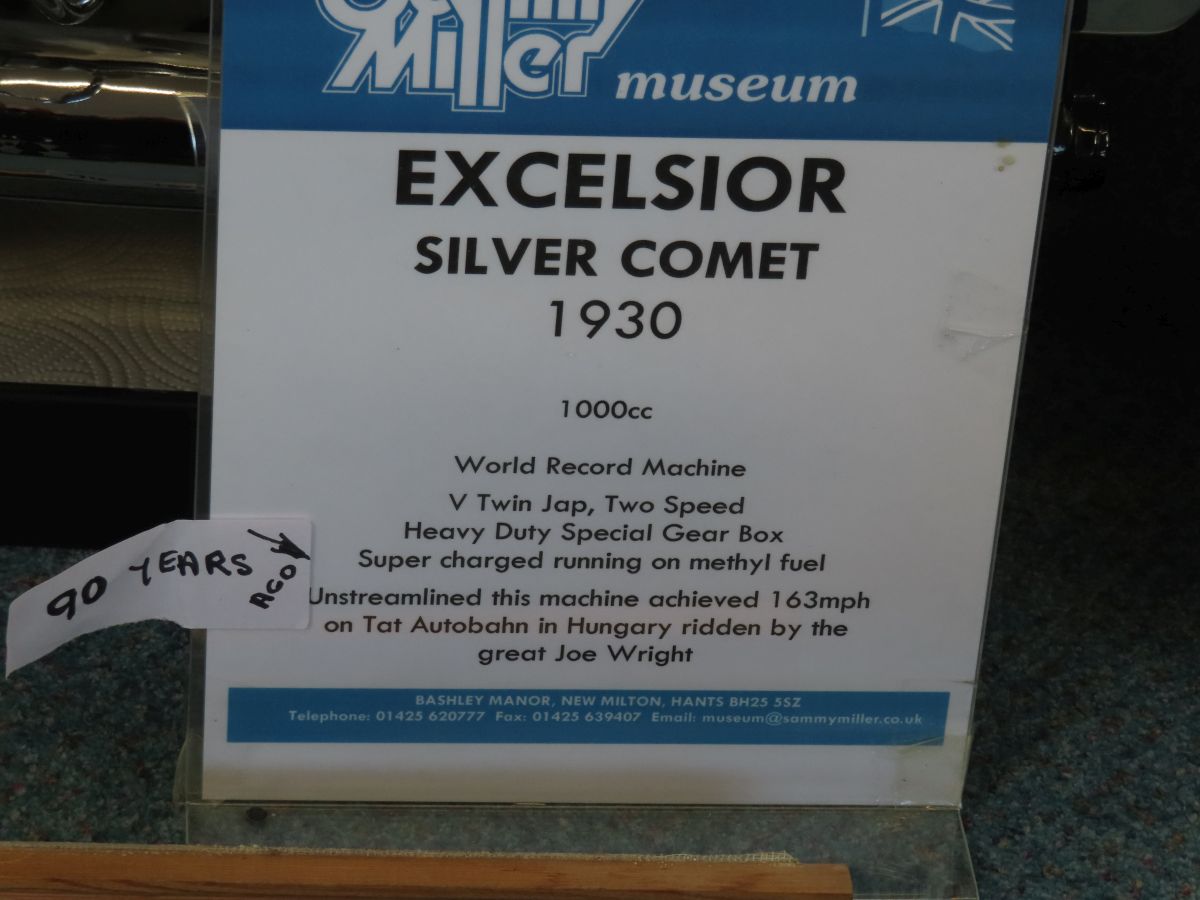 Sammy
Miller museum
EXCELSIOR
SILVER COMET
1930
1000cc
World Record Machine
V Twin Jap, Two Speed
Heavy Duty Special Gear Box
Super charged running on methyl fuel
90 YEARS AGO
Unstreamlined this machine achieved 163mph
on Tat Autobahn in Hungary ridden by the
great Joe Wright
BASHLEY MANOR, NEW MILTON, HANTS BH25 5SZ
Telephone: 01425 620777 Fax: 01425 639407 Email: museum@sammymiller.co.uk